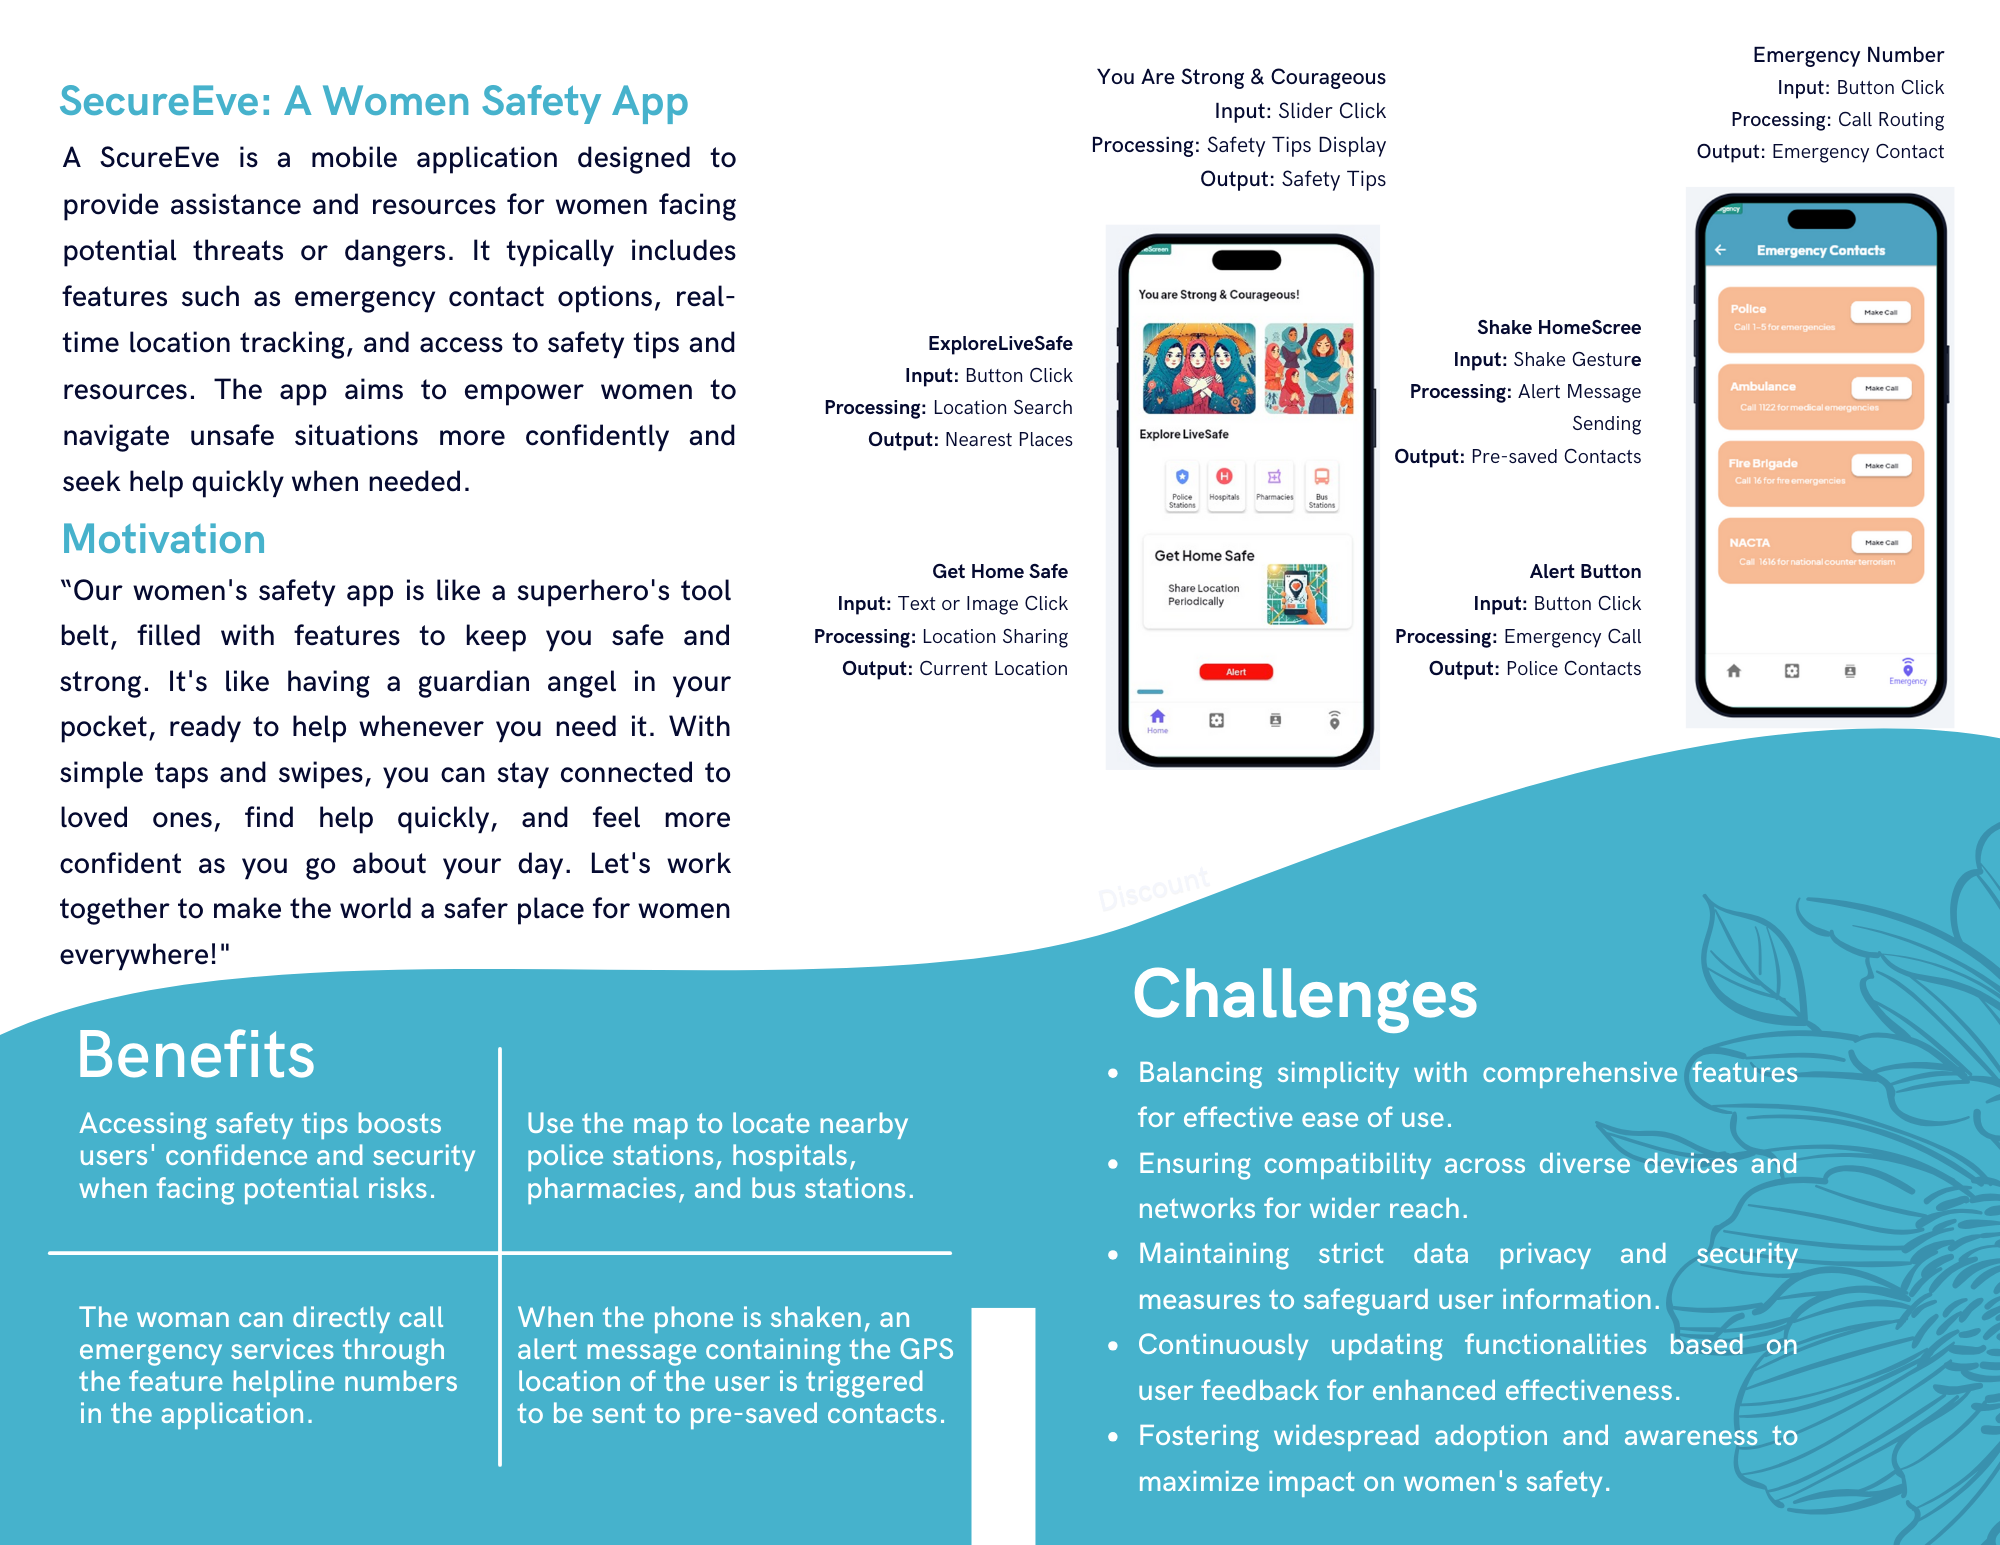 SecureEve: A Women Safety App
A ScureEve is a mobile application designed to
provide assistance and resources for women facing
potential threats or dangers. It typically includes
features such as emergency contact options, real-
time location tracking, and access to safety tips and
resources. The app aims to empower women to
navigate unsafe situations more confidently and
seek help quickly when needed.
Motivation
“Our women's safety app is like a superhero's tool
belt, filled with features to keep you safe and
strong. It's like having a guardian angel in your
pocket, ready to help whenever you need it. With
simple taps and swipes, you can stay connected to
loved ones, find help quickly, and feel more
confident as you go about your day. Let's work
together to make the world a safer place for women
everywhere!"
You Are Strong & Courageous
Input: Slider Click
Processing: Safety Tips Display
Output: Safety Tips
Emergency Number
Input: Button Click
Processing: Call Routing
Output: Emergency Contact
ExploreLiveSafe
Input: Button Click
Processing: Location Search
Output: Nearest Places
Get Home Safe
Input: Text or Image Click
Processing: Location Sharing
Output: Current Location
You are Strong & Courageous!
Explore LiveSafe
Police
Stations
Hospitals
Pharmacies
Bus
Stations
Get Home Safe
Share Location
Periodically
Alert
Home
Shake HomeScree
Input: Shake Gesture
Processing: Alert Message
Sending
Output: Pre-saved Contacts
Alert Button
Input: Button Click
Processing: Emergency Call
Output: Police Contacts
Emergency Contacts
Police
Make Call
Call 1-5 for emergencies
Ambulance
Make Call
Call 1122 for medical emergencies
Fire Brigade
Make Call
Call 16 for fire emergencies
NACTA
Make Call
Call 1616 for national counter terrorism
Emergency
Discount
Benefits
Accessing safety tips boosts
users' confidence and security
when facing potential risks.
Use the map to locate nearby
police stations, hospitals,
pharmacies, and bus stations.
The woman can directly call
emergency services through
the feature helpline numbers
in the application.
When the phone is shaken, an
alert message containing the GPS
location of the user is triggered
to be sent to pre-saved contacts.
Challenges
• Balancing simplicity with comprehensive features
for effective ease of use.
• Ensuring compatibility across diverse devices and
networks for wider reach.
• Maintaining strict data privacy and security
measures to safeguard user information.
• Continuously updating functionalities based on
user feedback for enhanced effectiveness.
• Fostering widespread adoption and awareness to
maximize impact on women's safety.